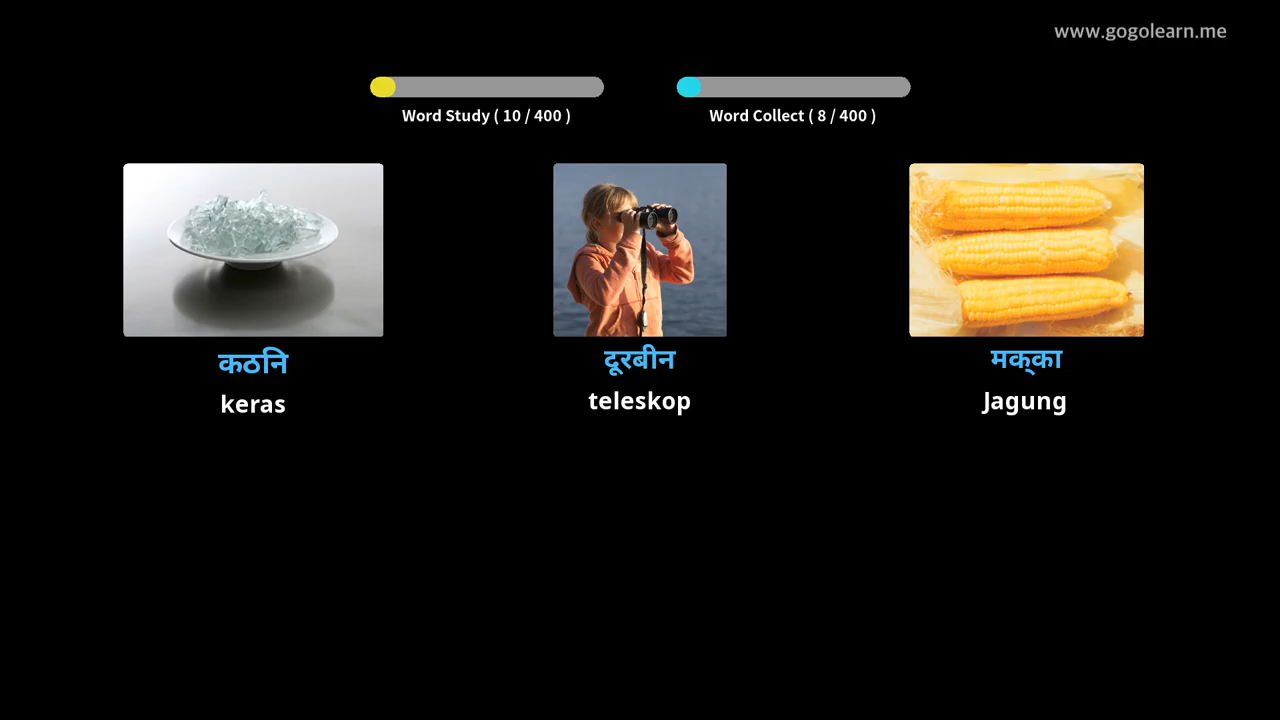 www.gogolearn.me
Word Study ( 10 / 400 )
Word Collect ( 8 / 400 )
कठनि
दूरबीन
मक्‌का
keras
teleskop
Jagung